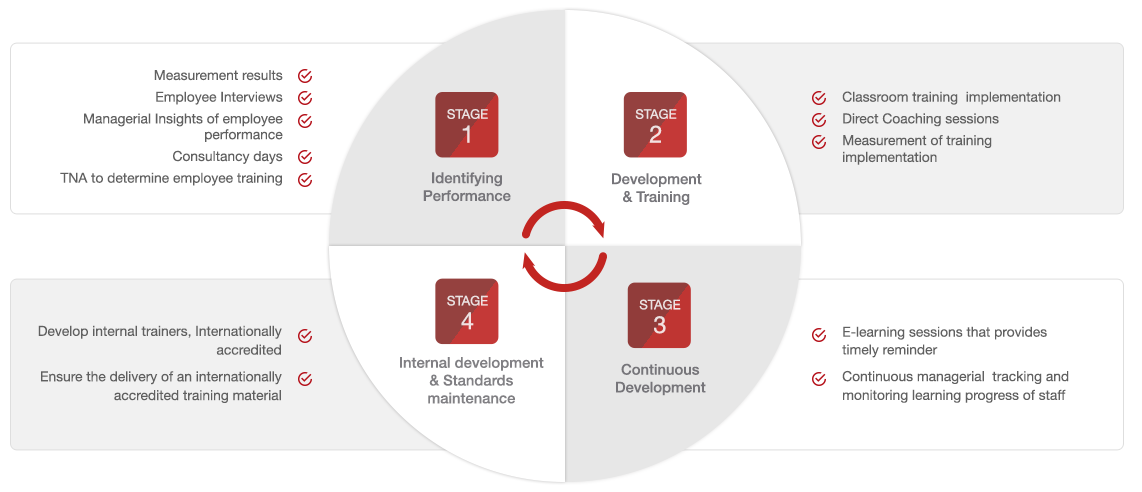 Measurement results
Employee Interviews
Managerial Insights of employee
performance
Consultancy days
TNA to determine employee training
STAGE
1
Identifying
Performance
STAGE
2
Development
& Training
Classroom training implementation
Direct Coaching sessions
Measurement of training
implementation
Develop internal trainers, Internationally
accredited
Ensure the delivery of an internationally
accredited training material
STAGE
4
Internal development
& Standards
maintenance
STAGE
3
Continuous
Development
E-learning sessions that provides
timely reminder
Continuous managerial tracking and
monitoring learning progress of staff